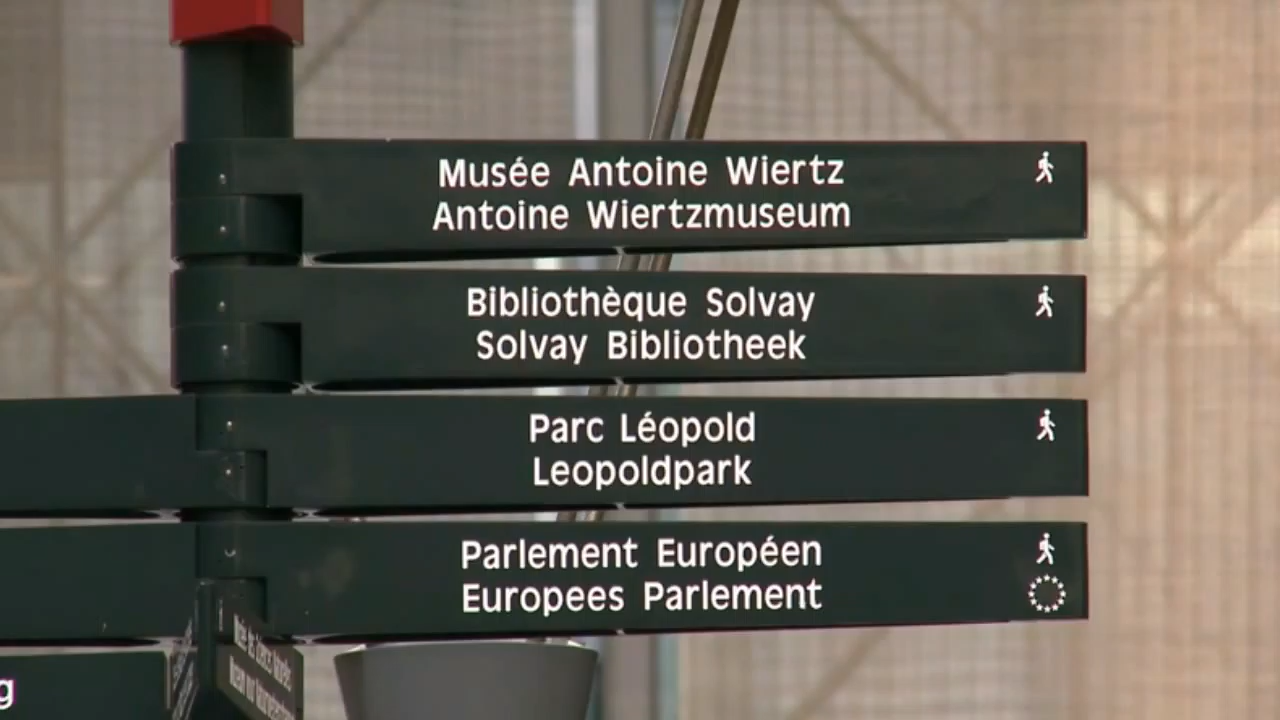 Musée Antoine Wiertz
Antoine Wiertzmuseum
Bibliothèque Solvay
Solvay Bibliotheek
Parc Léopold
Leopoldpark
Parlement Européen
Europees Parlement
g